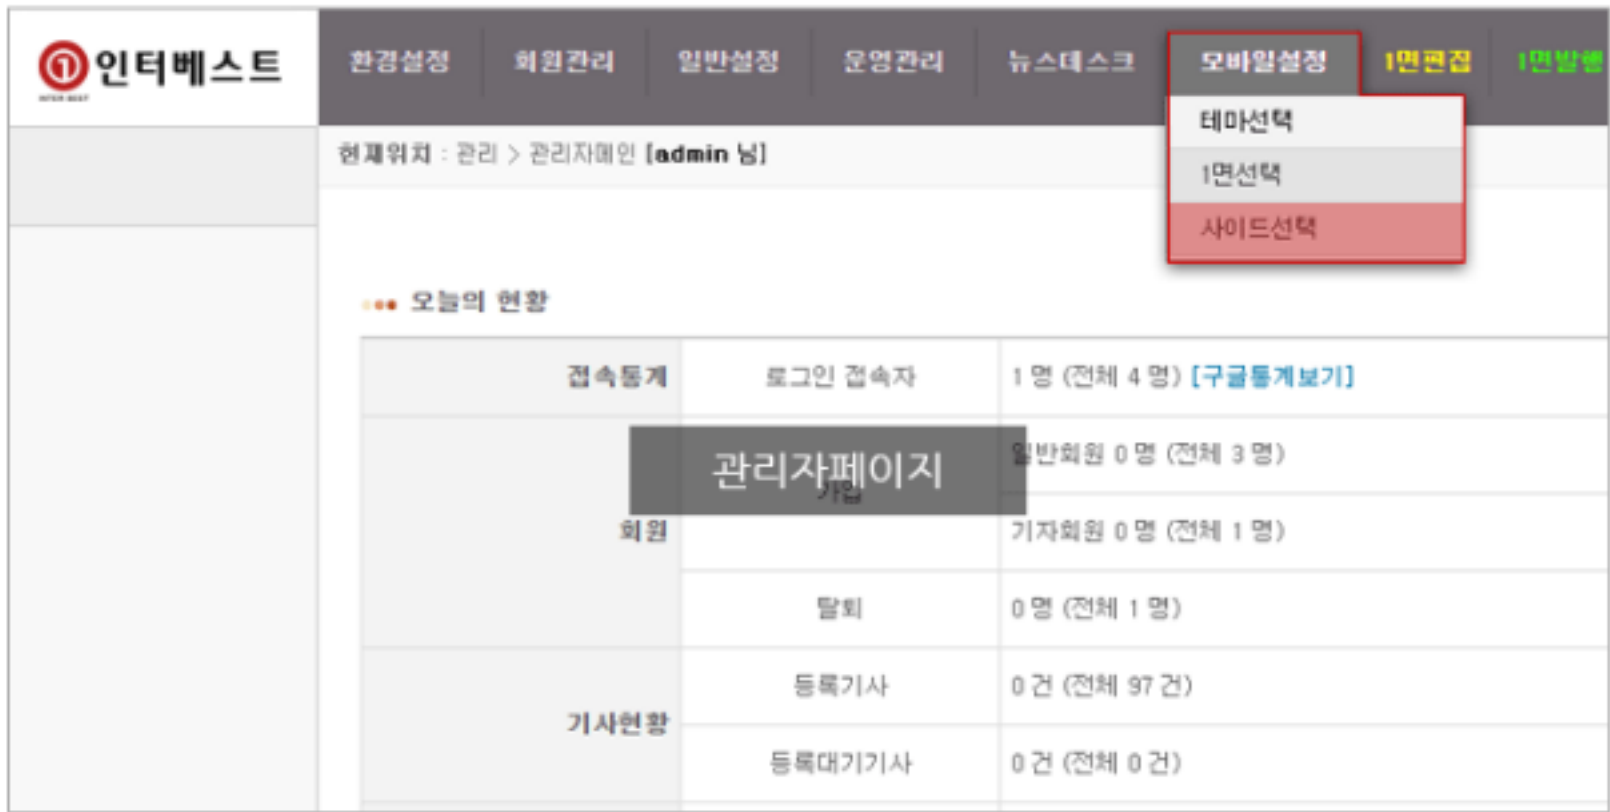 인터베스트
환경설정 회원관리 일반설정 운영관리 뉴스데스크 모바일설정 1면편집 1면발행
테마선택
현재위치 : 관리 > 관리자메인 [admin 님]
1면선택
사이드선택
오늘의 현황
접속통계 로그인 접속자 1 명 (전체 4 명) [구글통계보기]
일반회원 0 명 (전체 3 명)
관리자페이지
가입
회원 기자회원 0 명 (전체 1 명)
탈퇴 0 명 (전체 1 명)
등록기사 0 건 (전체 97 건)
기사현황
등록대기기사 0 건 (전체 0 건)